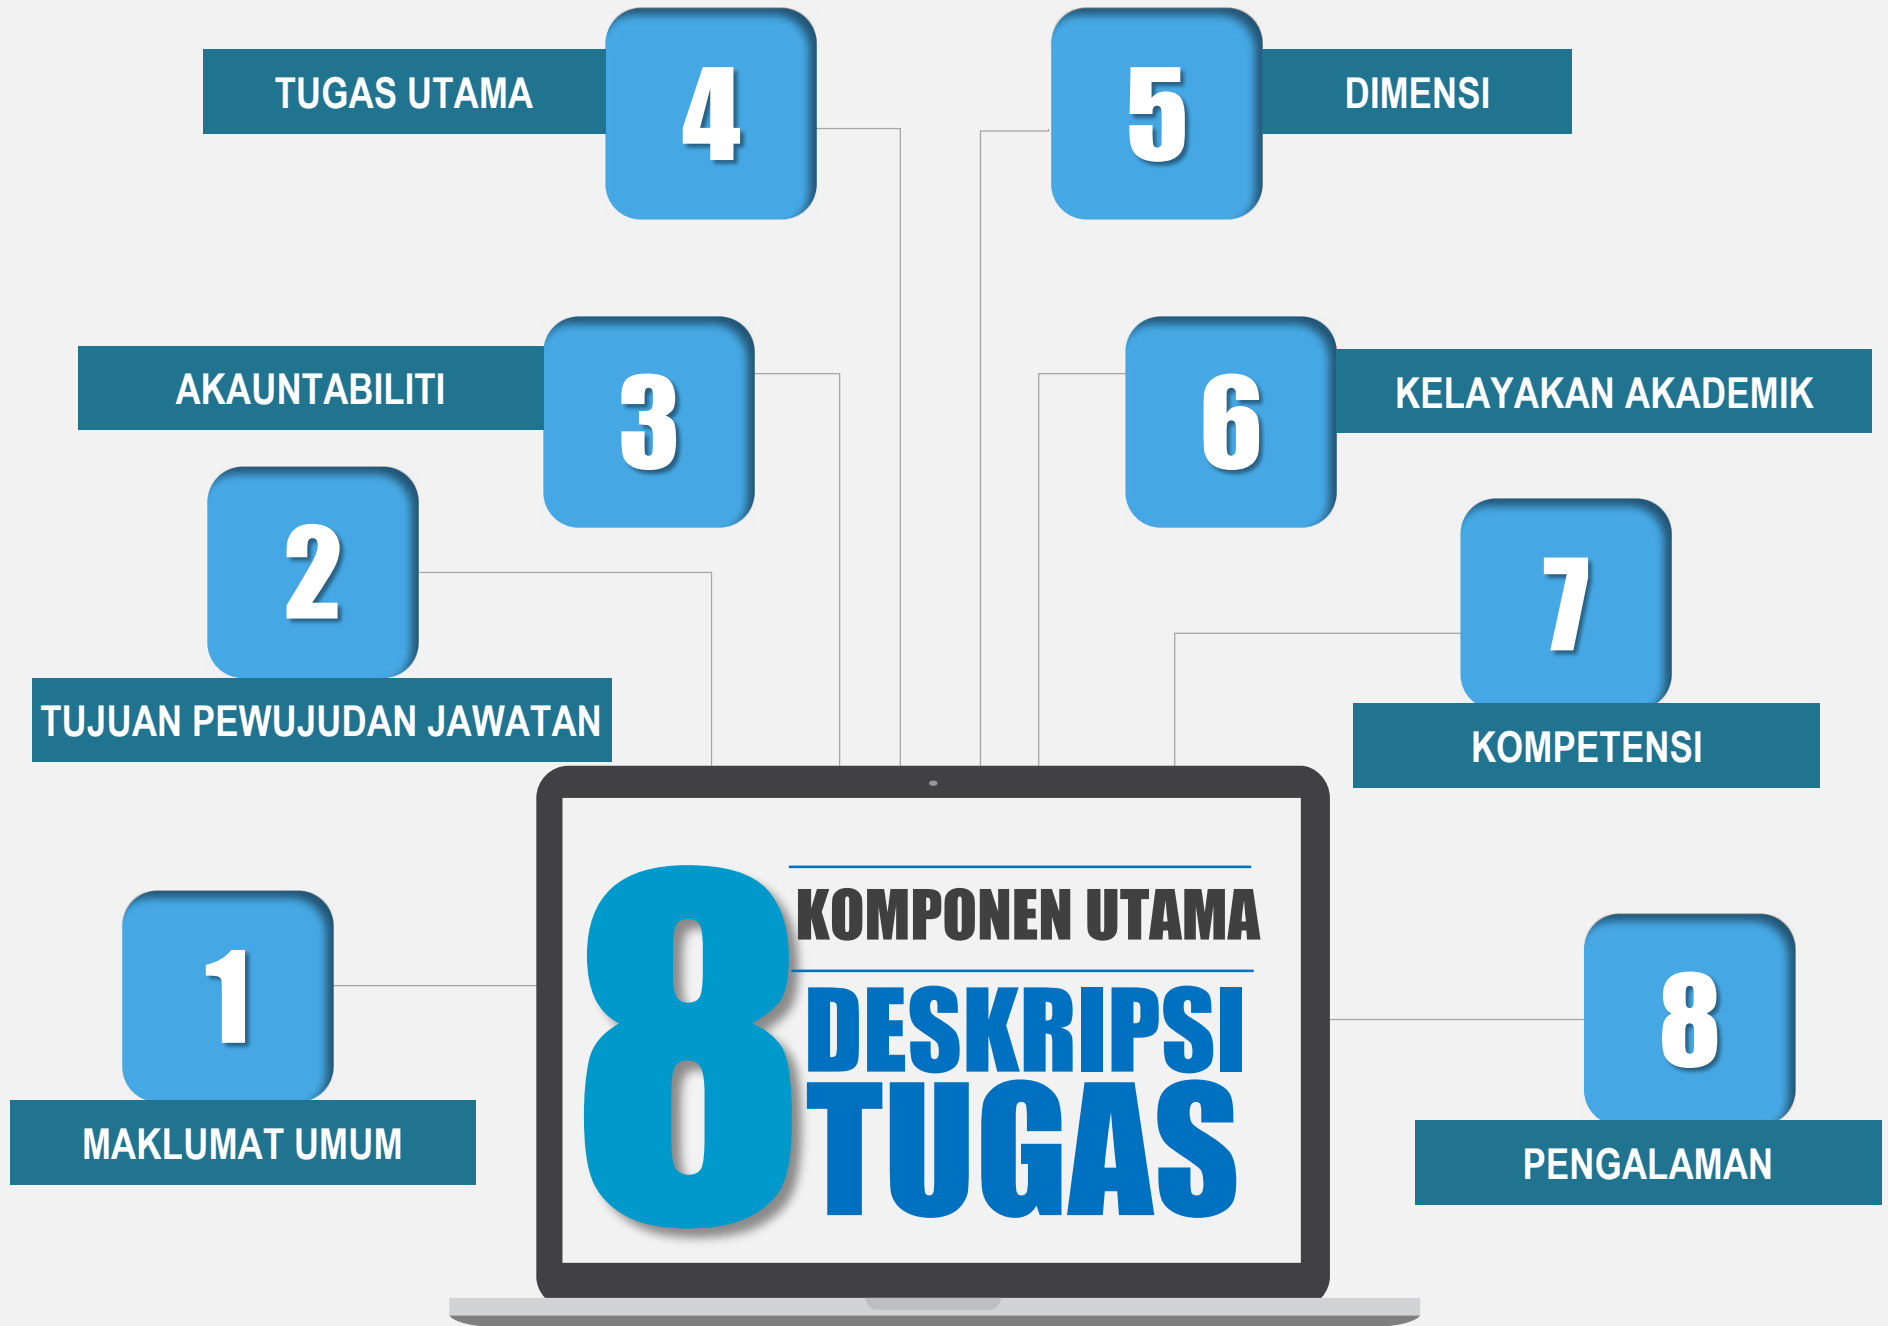 4
TUGAS UTAMA
5
DIMENSI
3
AKAUNTABILITI
6
KELAYAKAN AKADEMIK
2
TUJUAN PEWUJUDAN JAWATAN
7
KOMPETENSI
1
MAKLUMAT UMUM
8
KOMPONEN UTAMA
DESKRIPSI
TUGAS
8
PENGALAMAN